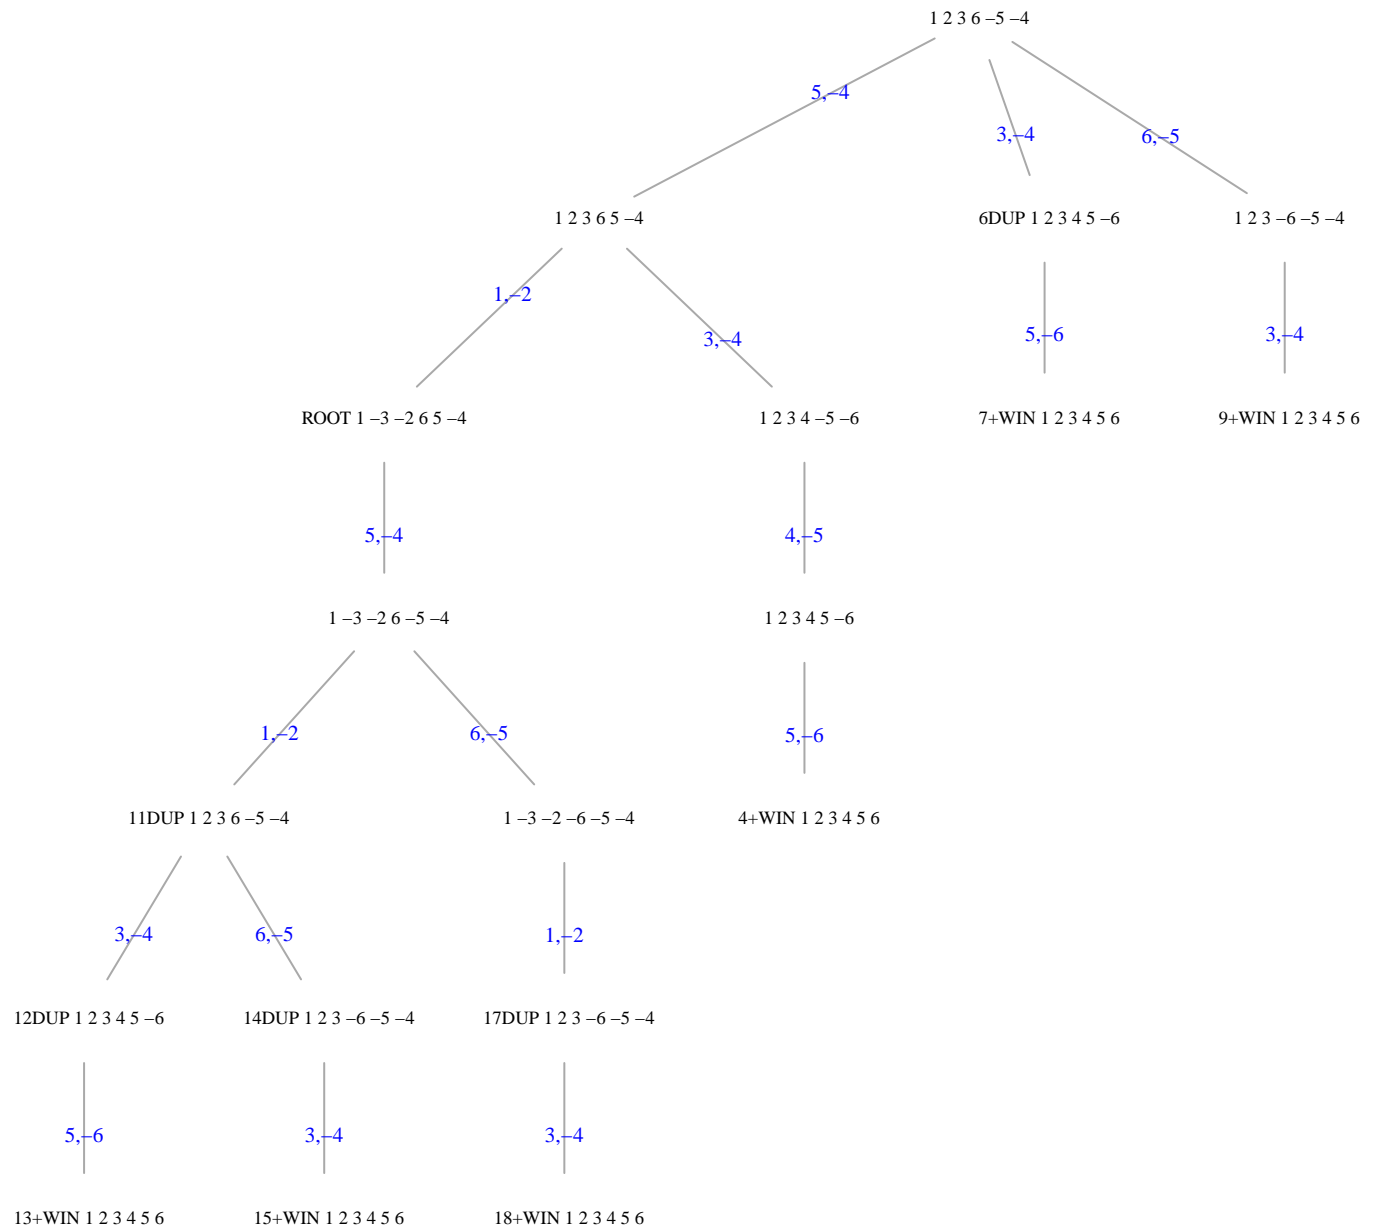 1 2 3 6 –5 –4
5,–4
3,–4
6,–5
1 2 3 6 5 –4
6DUP 1 2 3 4 5 –6
1 2 3 –6 –5 –4
1,–2
3,–4
5,–6
3,–4
ROOT 1 –3 –2 6 5 –4
1 2 3 4 –5 –6
7+WIN 1 2 3 4 5 6
9+WIN 1 2 3 4 5 6
5,–4
4,–5
1 –3 –2 6 –5 –4
1 2 3 4 5 –6
1,–2
6,–5
5,–6
11DUP 1 2 3 6 –5 –4
1 –3 –2 –6 –5 –4
4+WIN 1 2 3 4 5 6
3,–4
6,–5
1,–2
12DUP 1 2 3 4 5 –6
14DUP 1 2 3 –6 –5 –4
17DUP 1 2 3 –6 –5 –4
5,–6
3,–4
3,–4
13+WIN 1 2 3 4 5 6
15+WIN 1 2 3 4 5 6
18+WIN 1 2 3 4 5 6